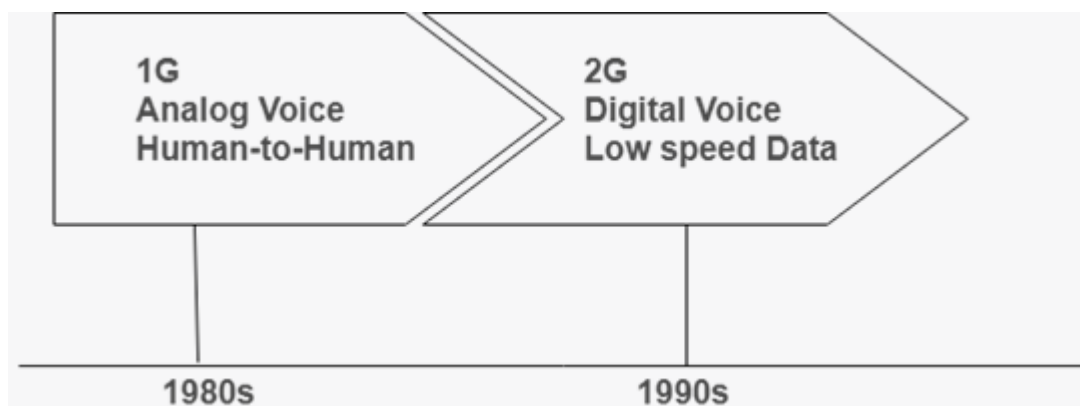 1G
Analog Voice
Human-to-Human
2G
Digital Voice
Low speed Data
1980s
1990s